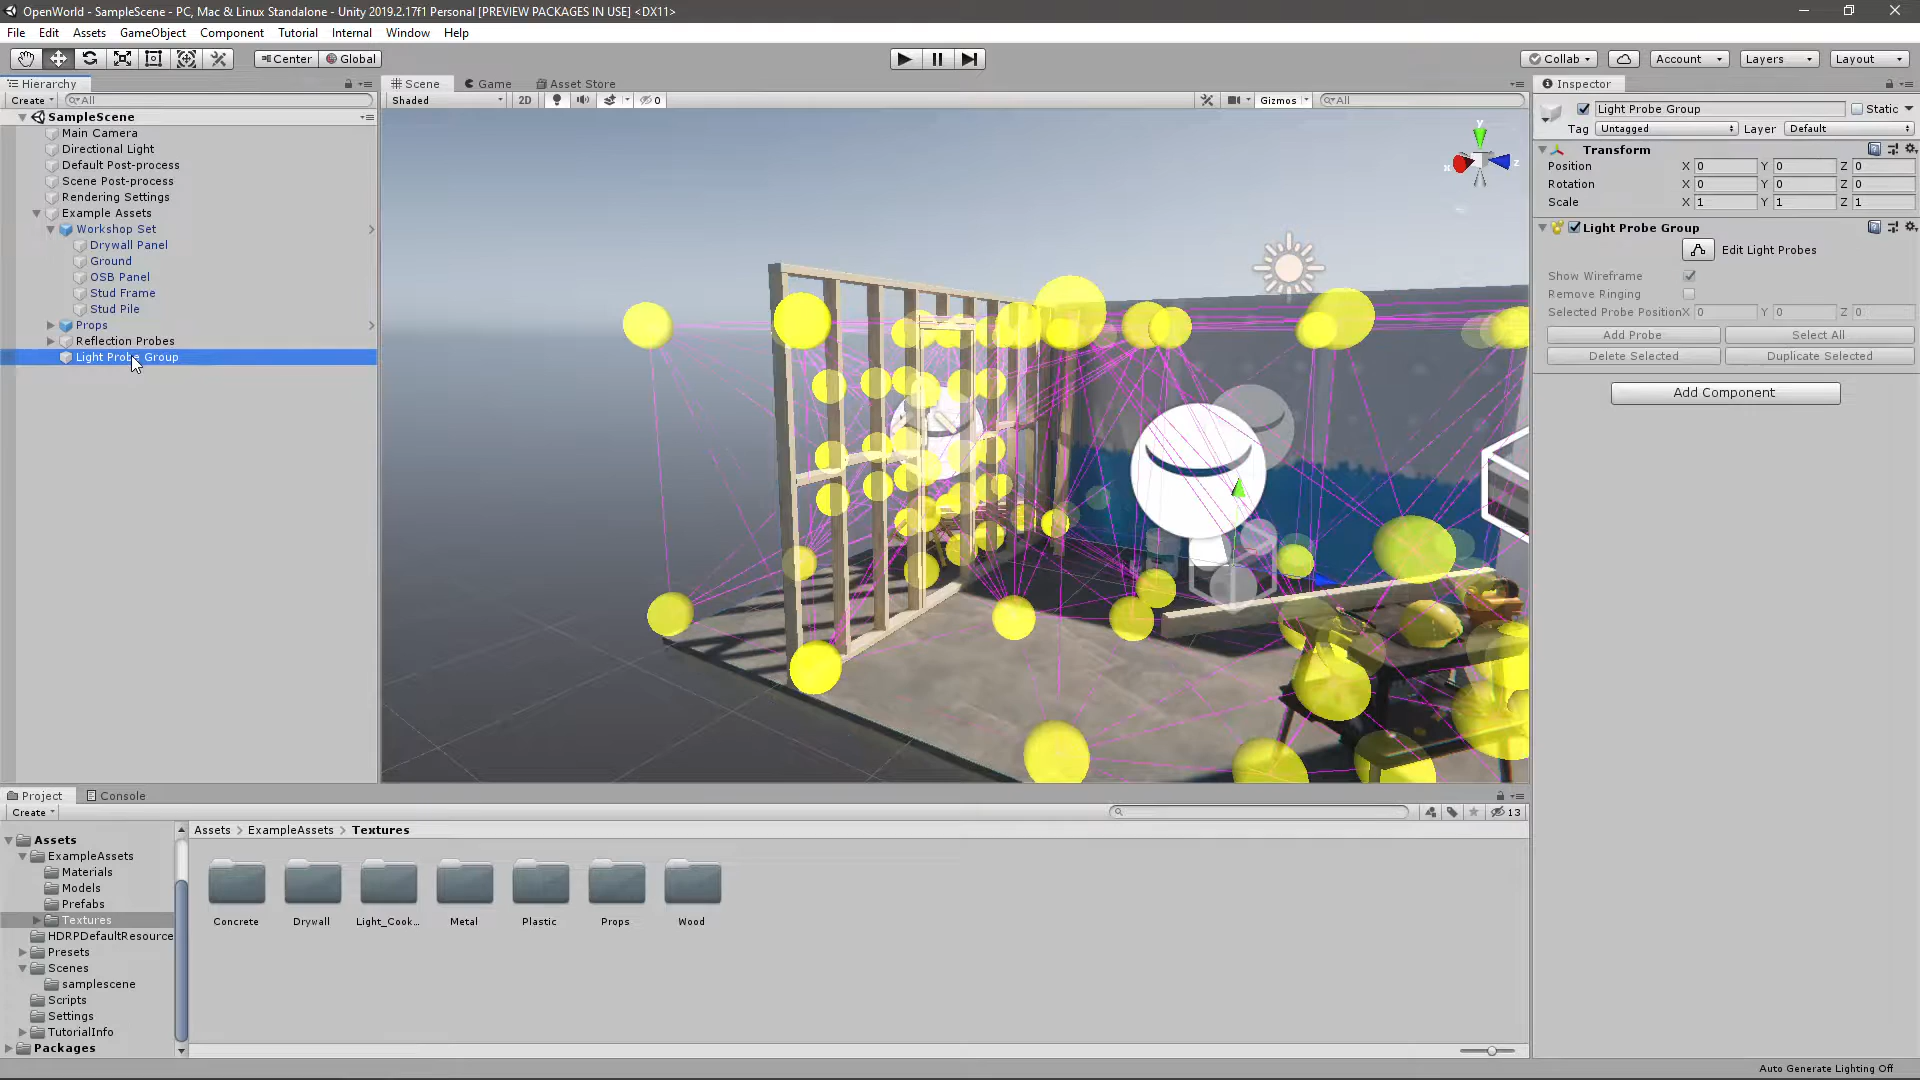 OpenWorld - SampleScene - PC, Mac & Linux Standalone - Unity 2019.2.17f1 Personal [PREVIEW PACKAGES IN USE] <DX11>
File Edit Assets GameObject Component Tutorial Internal Window Help
Center Global Collab Account Layers Layout
Hierarchy
Create All
SampleScene
Main Camera
Directional Light
Default Post-process
Scene Post-process
Rendering Settings
Example Assets
Workshop Set
Drywall Panel
Ground
OSB Panel
Stud Frame
Stud Pile
Props
Reflection Probes
Light Probe Group
Scene Game Asset Store
Shaded 2D 0 Gizmos All
y
x z
Inspector
Light Probe Group Static
Tag Untagged Layer Default
Transform
Position X 0 Y 0 Z 0
Rotation X 0 Y 0 Z 0
Scale X 1 Y 1 Z 1
Light Probe Group
Edit Light Probes
Show Wireframe
Remove Ringing
Selected Probe Position X 0 Y 0 Z 0
Add Probe Select All
Delete Selected Duplicate Selected
Add Component
Project Console
Create 13
Assets
ExampleAssets
Materials
Models
Prefabs
Textures
HDRPDefaultResource
Presets
Scenes
samplescene
Scripts
Settings
TutorialInfo
Packages
Assets > ExampleAssets > Textures
Concrete Drywall Light_Cook... Metal Plastic Props Wood
Auto Generate Lighting Off